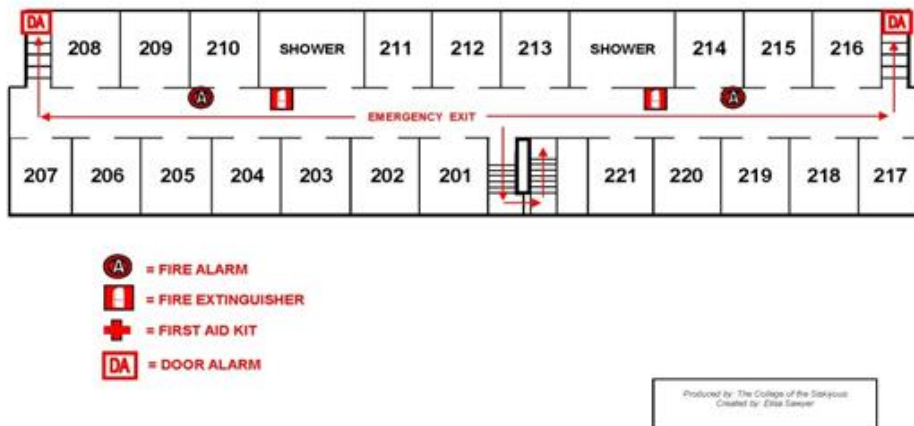 DA DA
208 209 210 SHOWER 211 212 213 SHOWER 214 215 216
A A
EMERGENCY EXIT
207 206 205 204 203 202 201 221 220 219 218 217
A = FIRE ALARM
= FIRE EXTINGUISHER
= FIRST AID KIT
DA = DOOR ALARM
Produced by: The College of the Siskiyous
Created by: Elisa Sawyer